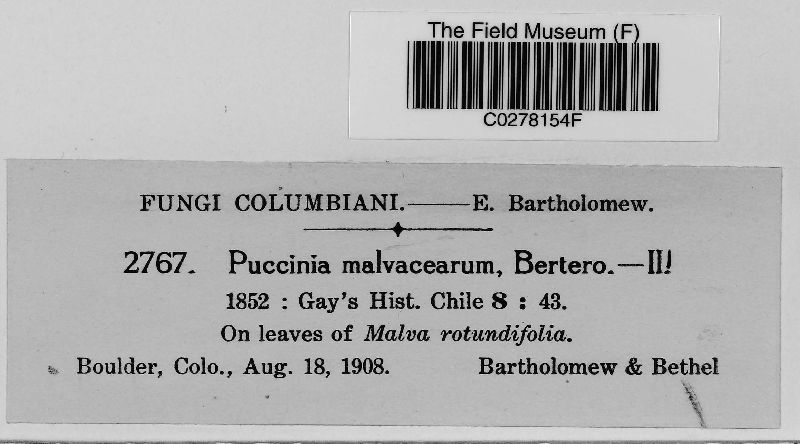 The Field Museum (F)
C0278154F
FUNGI COLUMBIANI.——E. Bartholomew.
2767. Puccinia malvacearum, Bertero.—III
1852 : Gay's Hist. Chile 8 : 43.
On leaves of Malva rotundifolia.
Boulder, Colo., Aug. 18, 1908. Bartholomew & Bethel